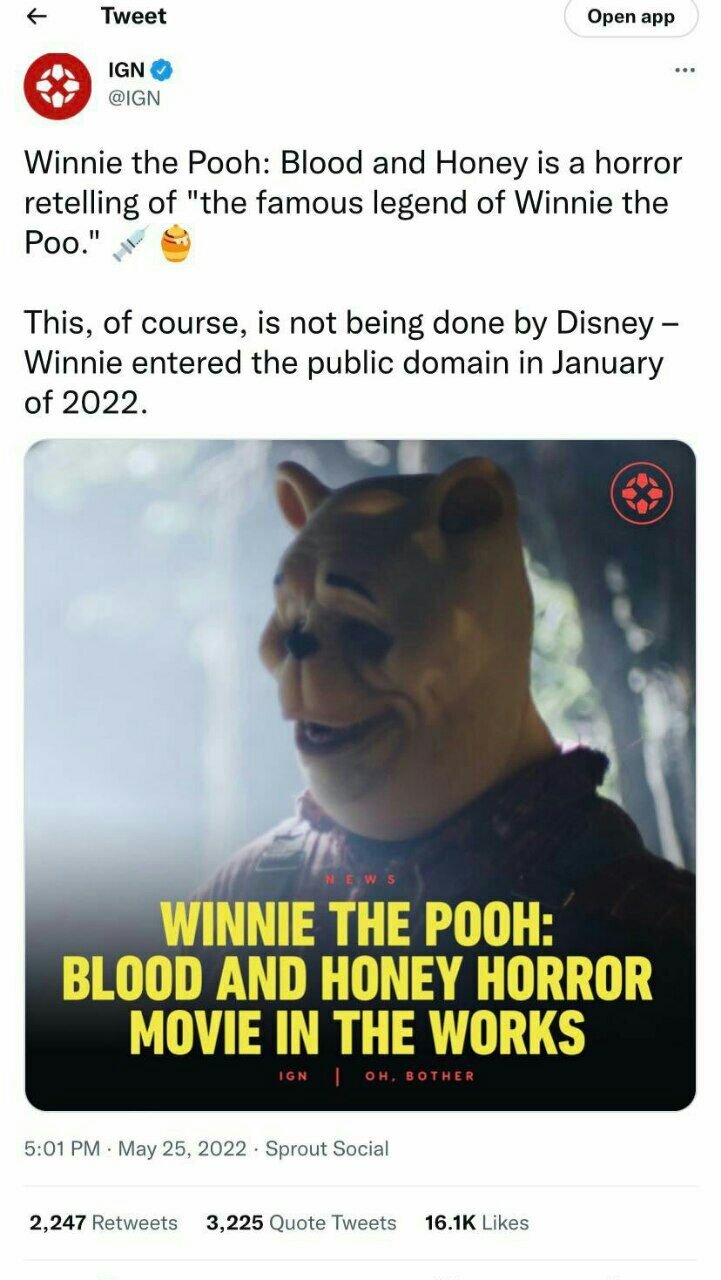 Tweet
Open app
IGN
@IGN
Winnie the Pooh: Blood and Honey is a horror
retelling of "the famous legend of Winnie the
Poo." 💉 🍯
This, of course, is not being done by Disney –
Winnie entered the public domain in January
of 2022.
NEWS
WINNIE THE POOH:
BLOOD AND HONEY HORROR
MOVIE IN THE WORKS
IGN | OH, BOTHER
5:01 PM · May 25, 2022 · Sprout Social
2,247 Retweets 3,225 Quote Tweets 16.1K Likes